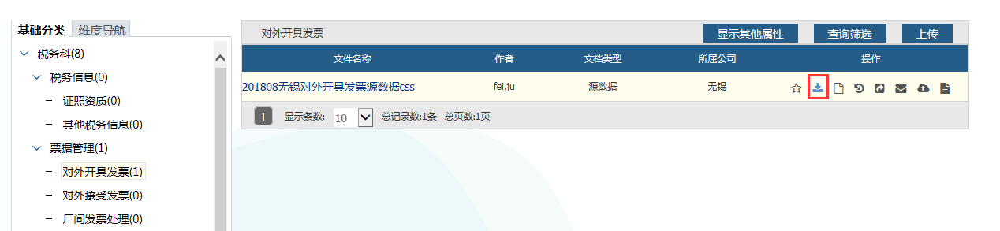 基础分类 维度导航
税务科(8)
税务信息(0)
证照资质(0)
其他税务信息(0)
票据管理(1)
对外开具发票(1)
对外接受发票(0)
厂间发票处理(0)
对外开具发票 显示其他属性 查询筛选 上传
文件名称 作者 文档类型 所属公司 操作
201808无锡对外开具发票源数据css fei.ju 源数据 无锡
1 显示条数: 10 总记录数:1条 总页数:1页